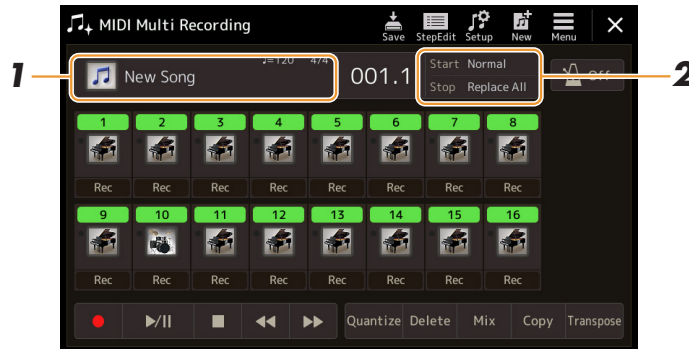 MIDI Multi Recording
Save StepEdit Setup New Menu
1 New Song ♩=120 4/4 001.1 Start Normal
Stop Replace All Off 2
1 2 3 4 5 6 7 8
Rec Rec Rec Rec Rec Rec Rec Rec
9 10 11 12 13 14 15 16
Rec Rec Rec Rec Rec Rec Rec Rec
Quantize Delete Mix Copy Transpose